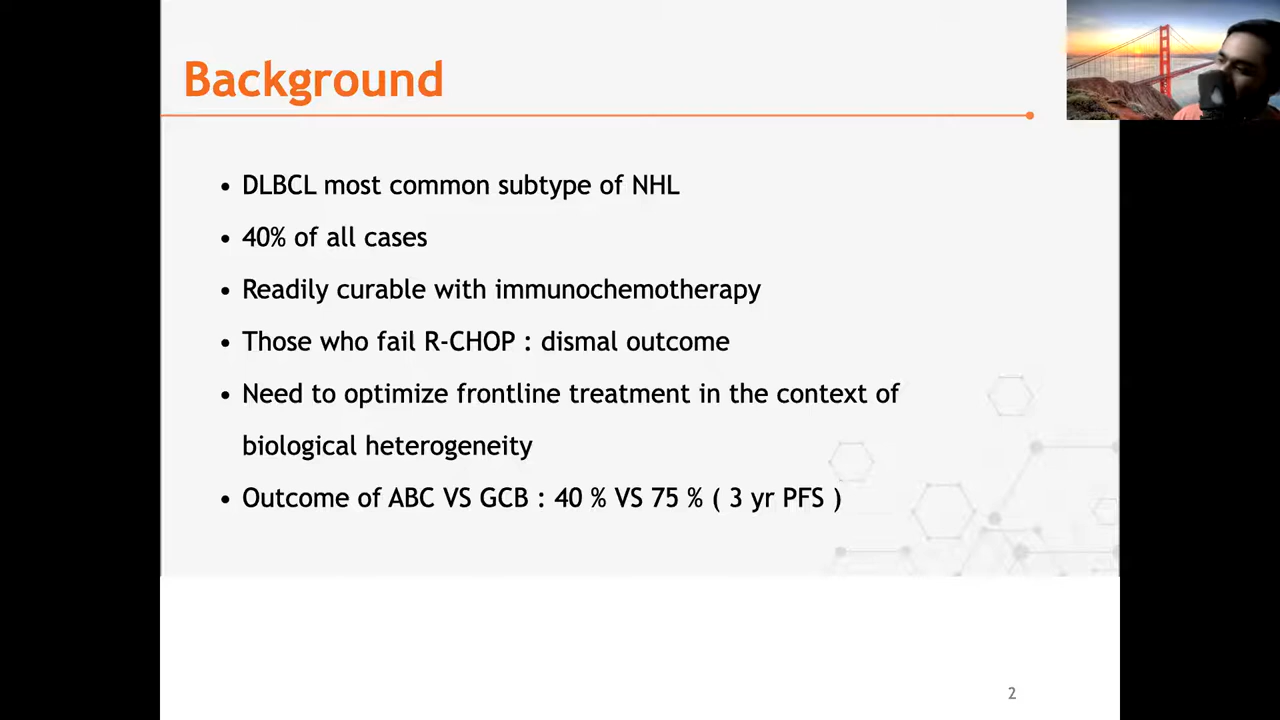 Background
• DLBCL most common subtype of NHL
• 40% of all cases
• Readily curable with immunochemotherapy
• Those who fail R-CHOP : dismal outcome
• Need to optimize frontline treatment in the context of
biological heterogeneity
• Outcome of ABC VS GCB : 40 % VS 75 % ( 3 yr PFS )
2